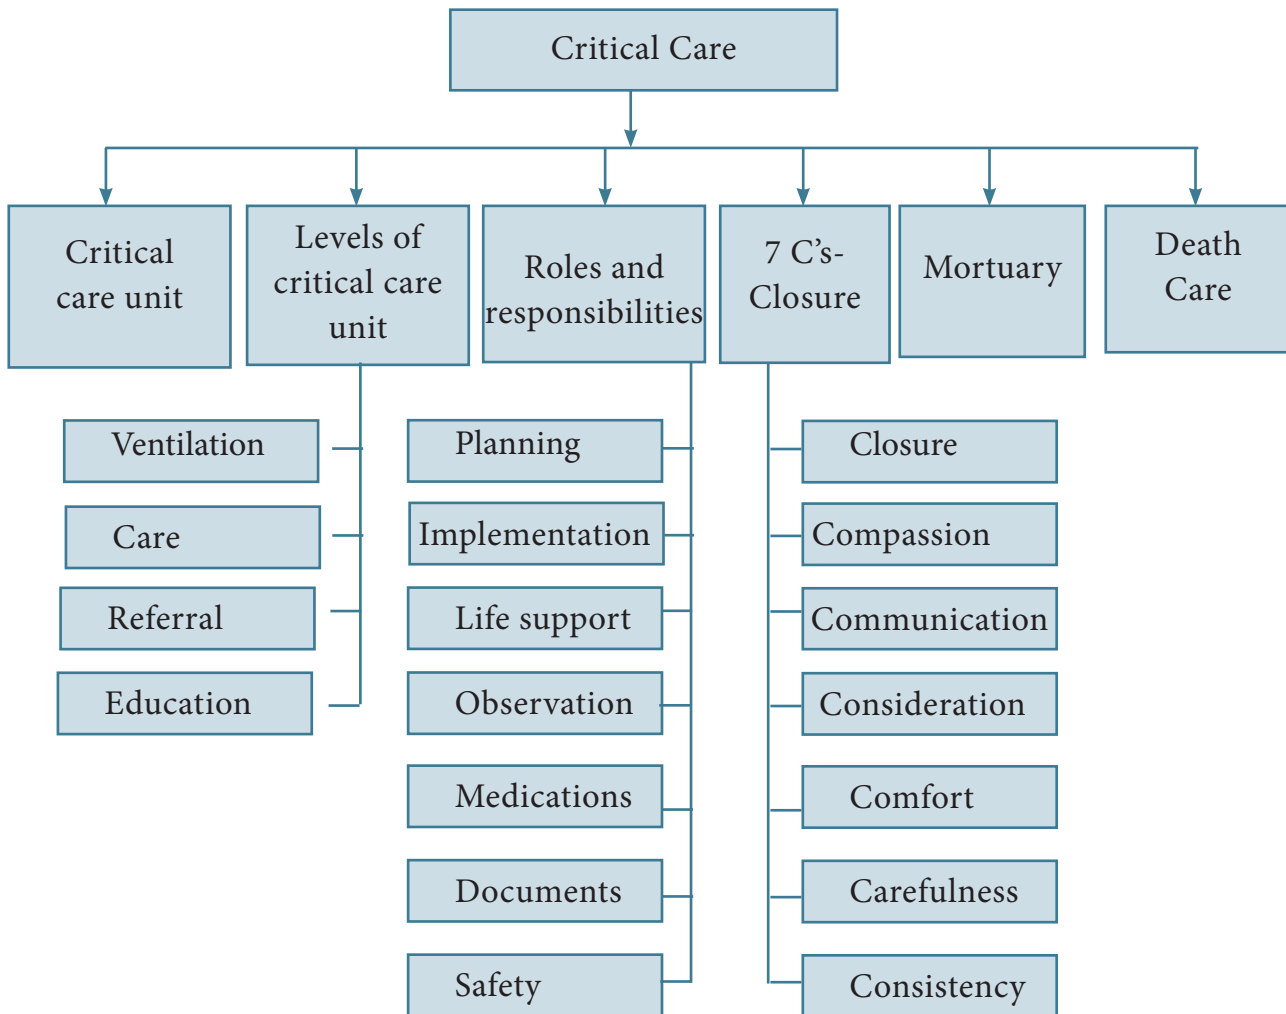 Critical Care
Critical
care unit
Levels of
critical care
unit
Roles and
responsibilities
7 C’s-
Closure
Mortuary
Death
Care
Ventilation
Care
Referral
Education
Planning
Implementation
Life support
Observation
Medications
Documents
Safety
Closure
Compassion
Communication
Consideration
Comfort
Carefulness
Consistency